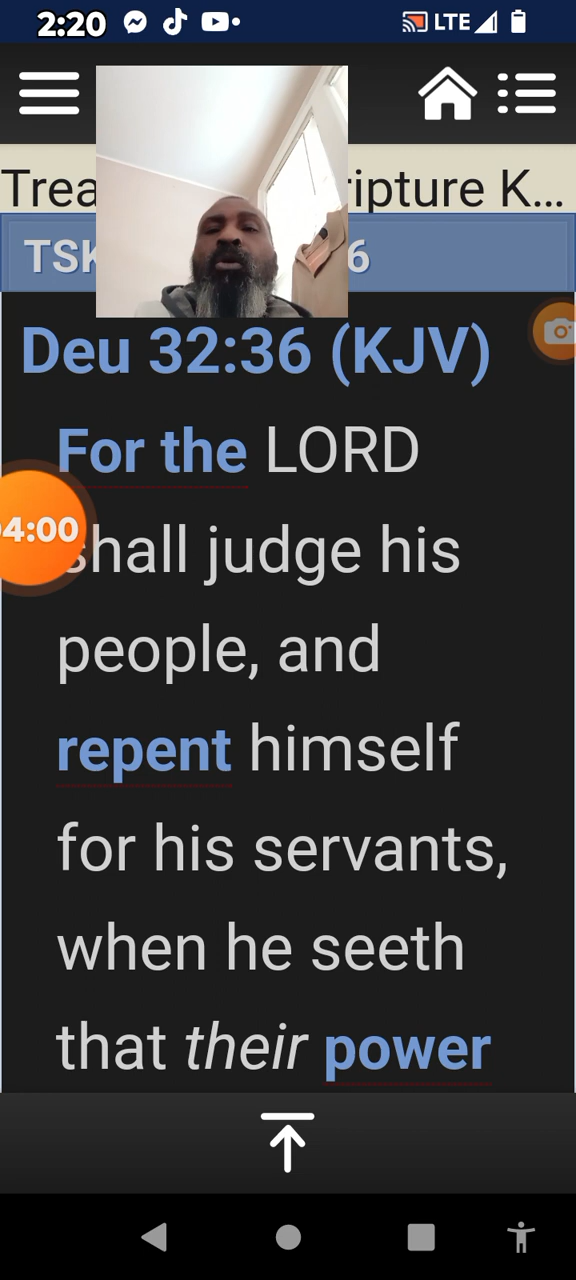 2:20 LTE
Trea ripture K...
TSK 6
Deu 32:36 (KJV)
For the LORD
04:00
shall judge his
people, and
repent himself
for his servants,
when he seeth
that their power